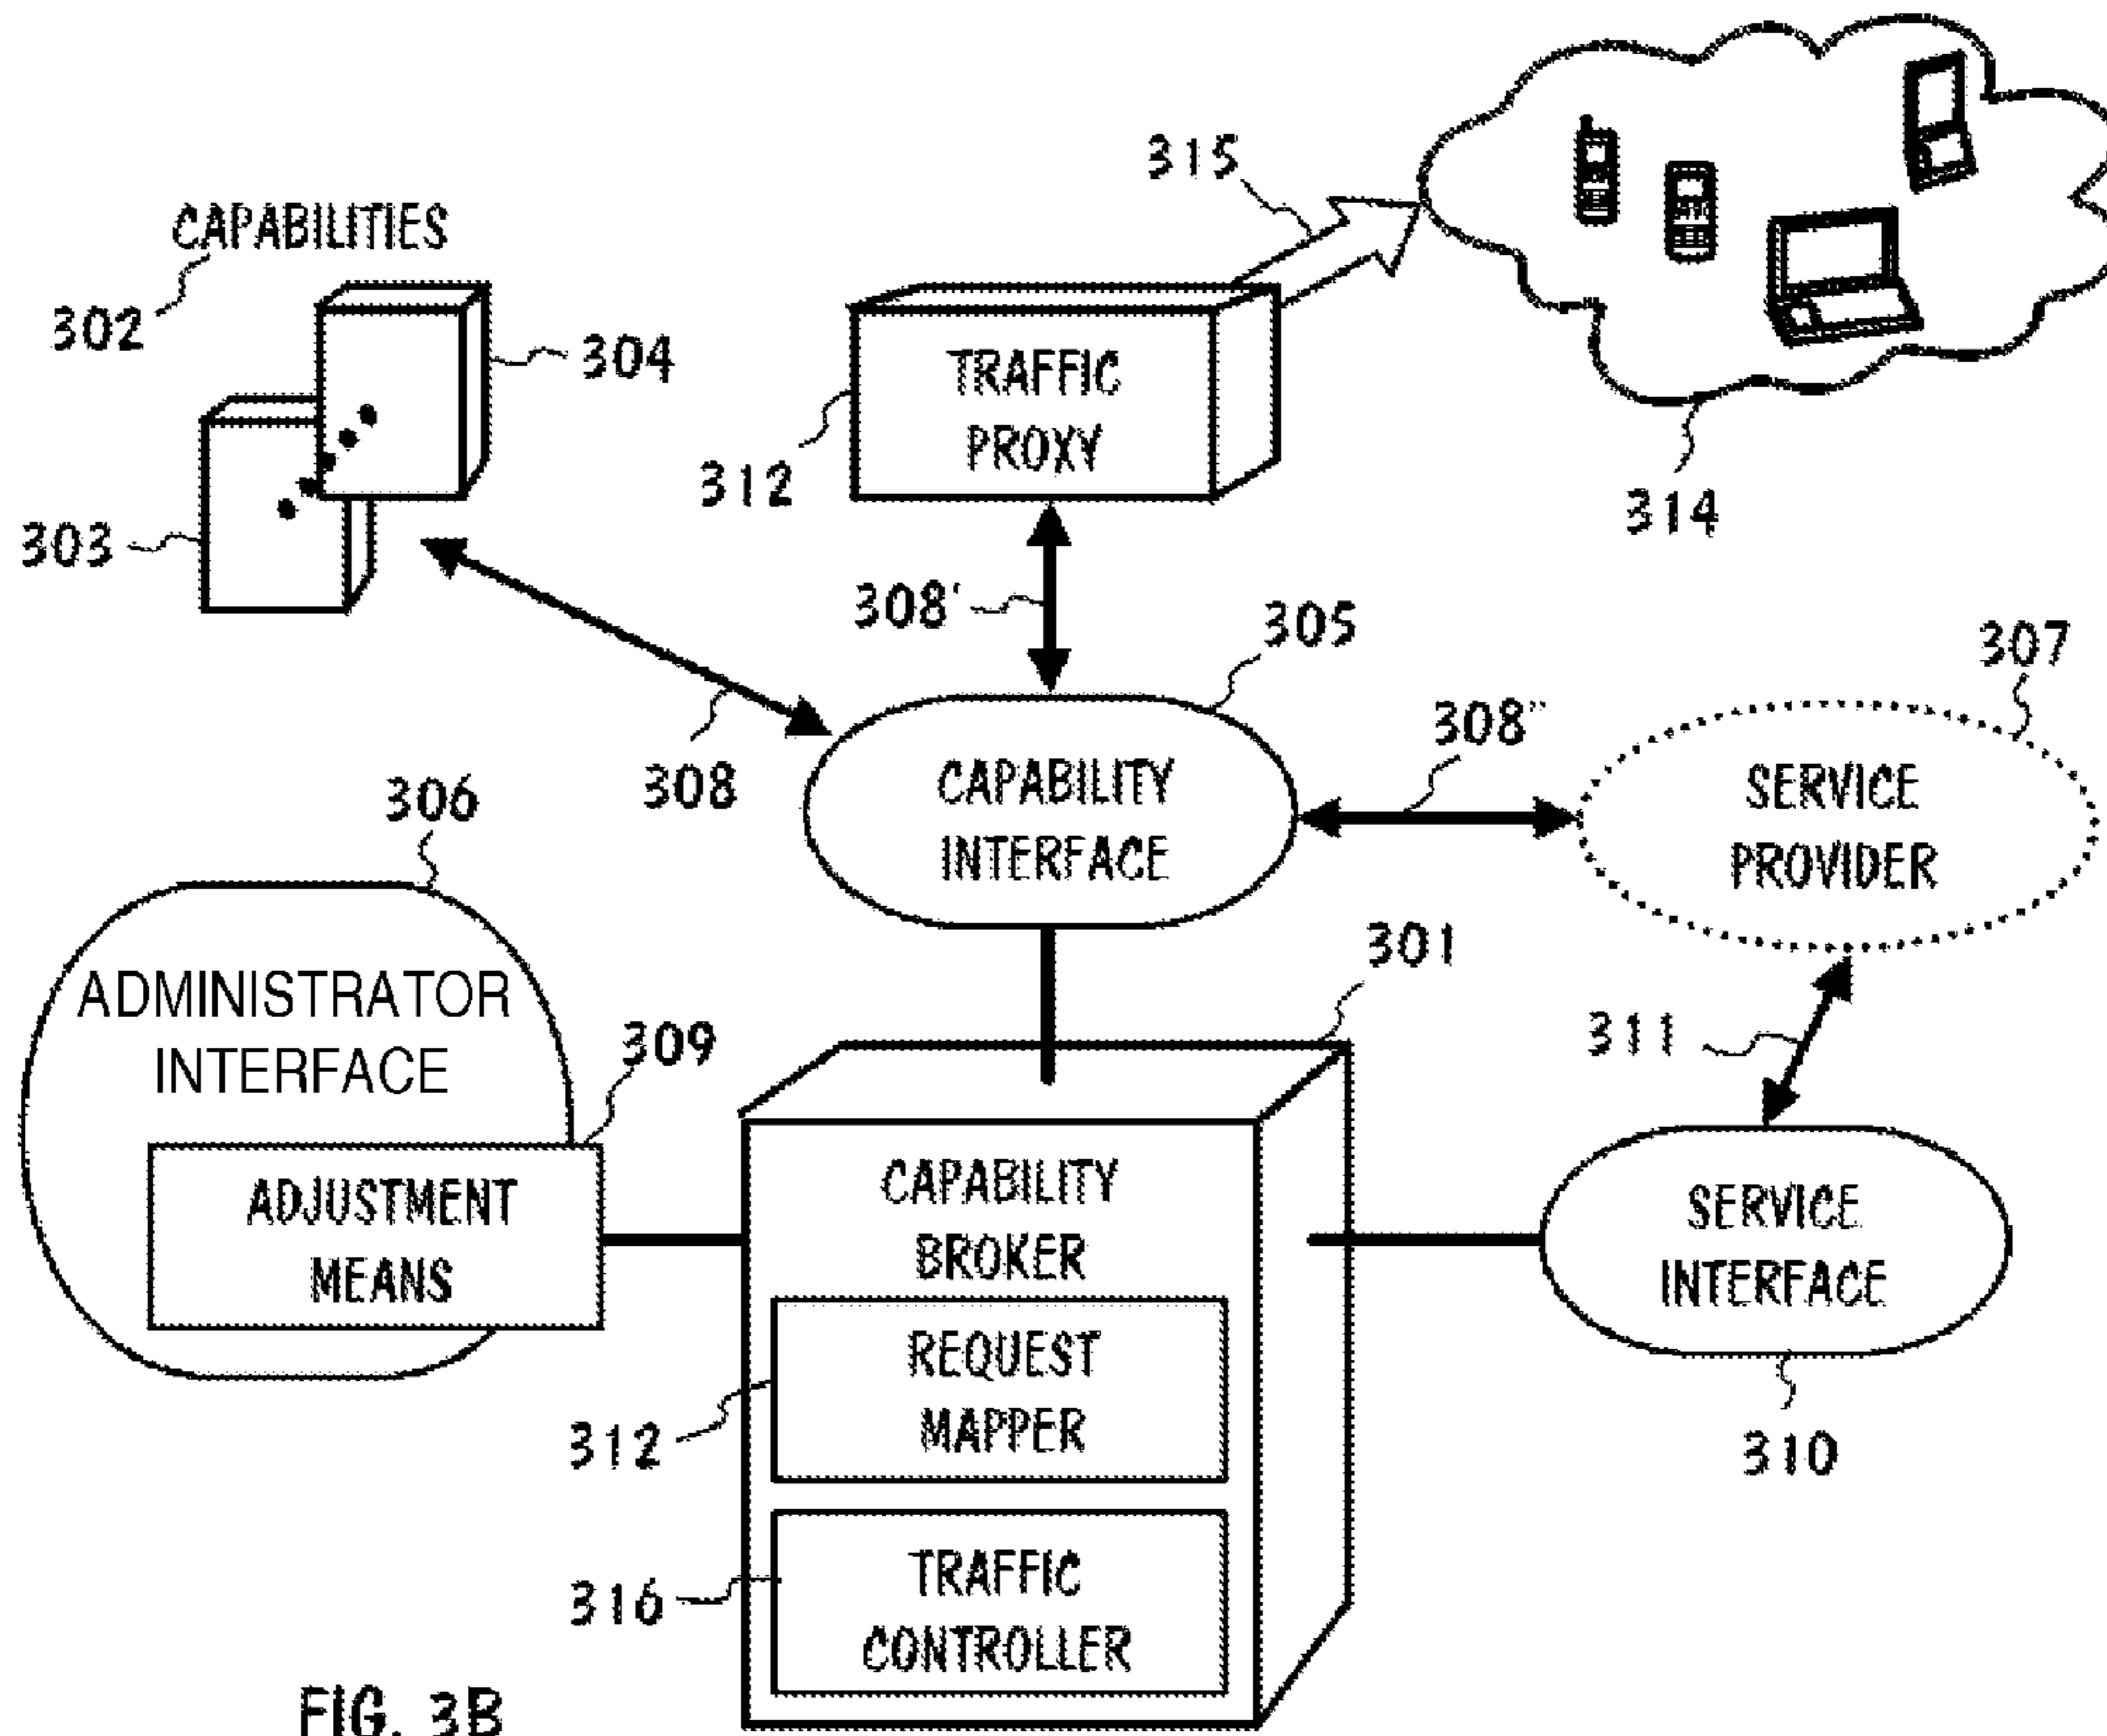 315
CAPABILITIES
302
304
TRAFFIC
PROXY
312
314
303
308'
305
307
308
308"
CAPABILITY
INTERFACE
SERVICE
PROVIDER
306
301
ADMINISTRATOR
INTERFACE
309
311
ADJUSTMENT
MEANS
CAPABILITY
BROKER
SERVICE
INTERFACE
REQUEST
MAPPER
312
310
TRAFFIC
CONTROLLER
316
FIG. 3B